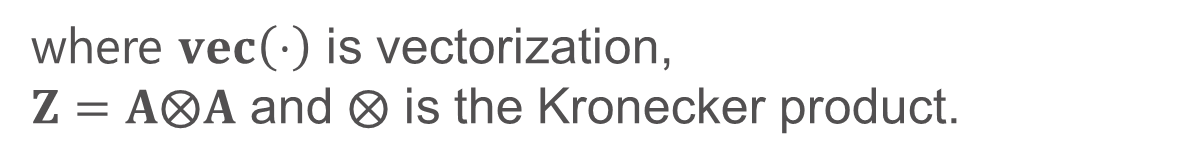 where vec(·) is vectorization,
Z = A⊗A and ⊗ is the Kronecker product.